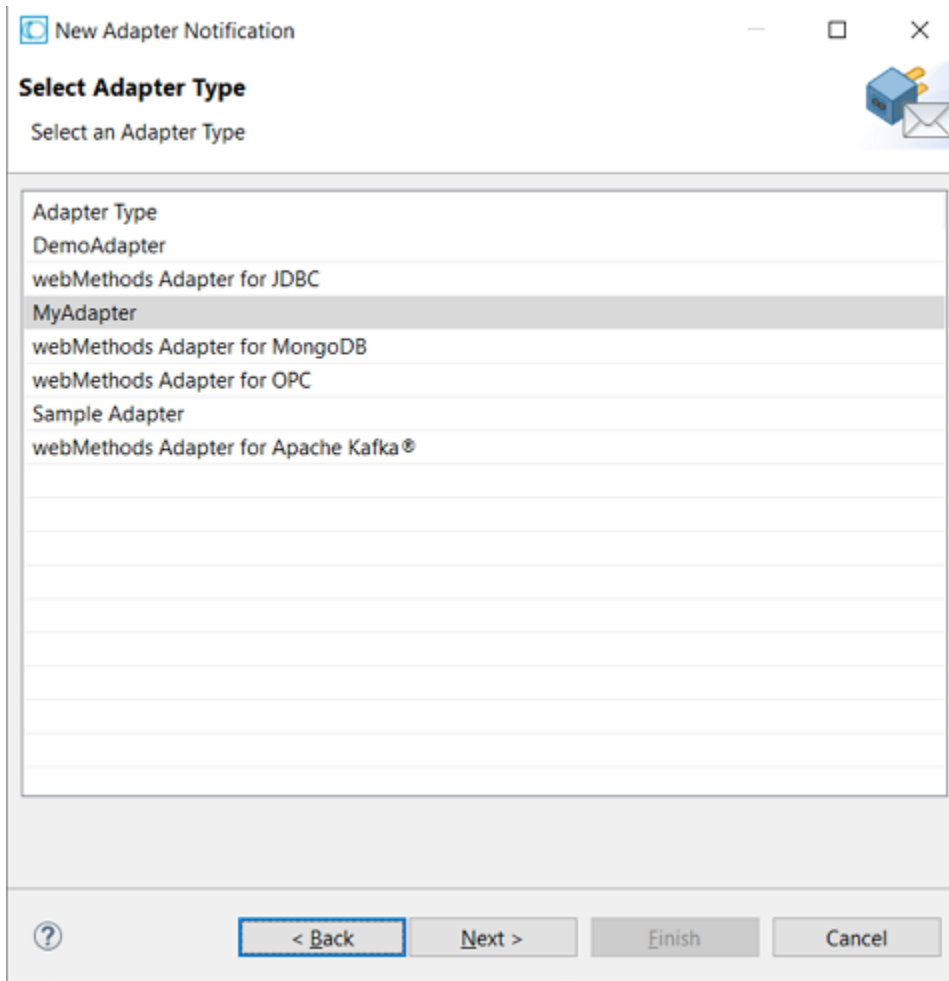 New Adapter Notification
Select Adapter Type
Select an Adapter Type
Adapter Type
DemoAdapter
webMethods Adapter for JDBC
MyAdapter
webMethods Adapter for MongoDB
webMethods Adapter for OPC
Sample Adapter
webMethods Adapter for Apache Kafka®
< Back Next > Finish Cancel